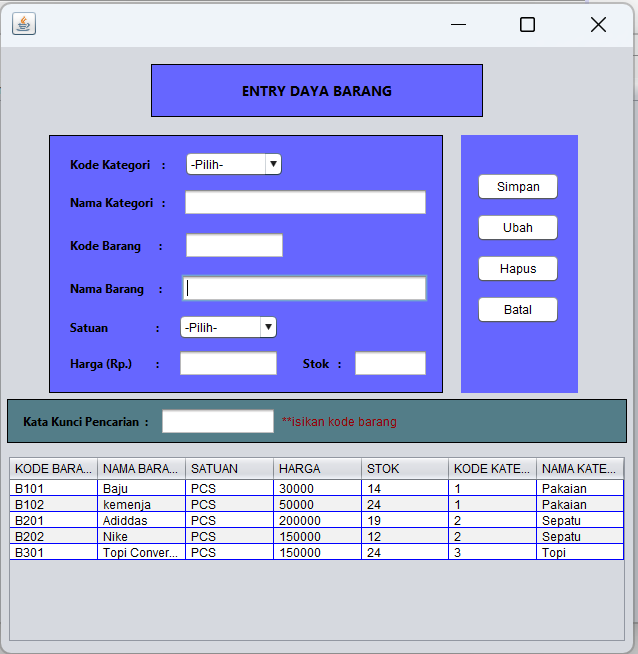 ENTRY DAYA BARANG
Kode Kategori : -Pilih-
Nama Kategori :
Kode Barang :
Nama Barang :
Satuan : -Pilih-
Harga (Rp.) : Stok :
Simpan
Ubah
Hapus
Batal
Kata Kunci Pencarian : **isikan kode barang
KODE BARA... NAMA BARA... SATUAN HARGA STOK KODE KATE... NAMA KATE...
B101 Baju PCS 30000 14 1 Pakaian
B102 kemenja PCS 50000 24 1 Pakaian
B201 Adiddas PCS 200000 19 2 Sepatu
B202 Nike PCS 150000 12 2 Sepatu
B301 Topi Conver... PCS 150000 24 3 Topi